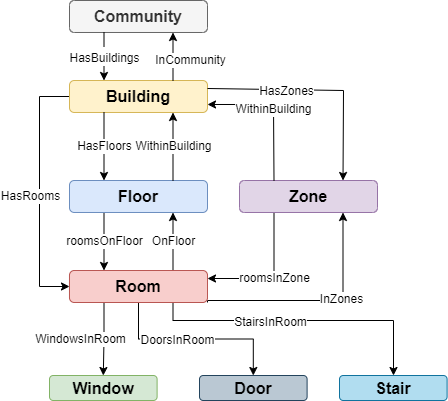 Community
HasBuildings
InCommunity
Building
HasZones
WithinBuilding
HasFloors
WithinBuilding
HasRooms
Floor
Zone
roomsOnFloor
OnFloor
roomsInZone
Room
InZones
StairsInRoom
WindowsInRoom
DoorsInRoom
Window
Door
Stair